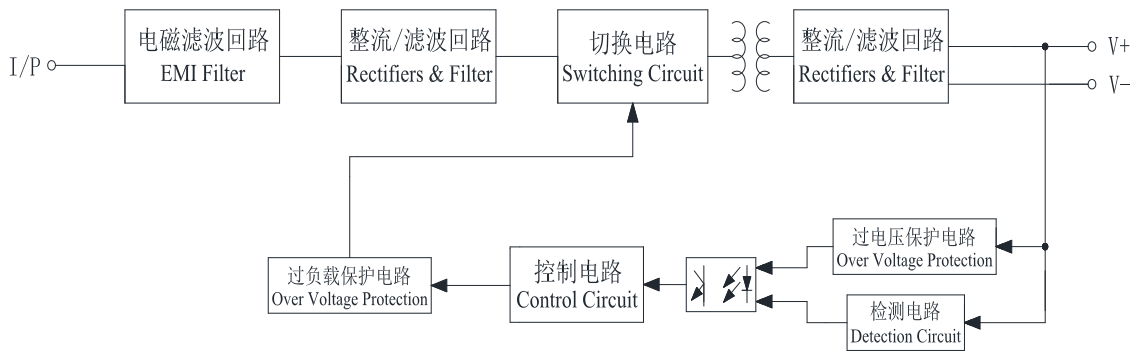 I/P
电磁滤波回路
EMI Filter
整流/滤波回路
Rectifiers & Filter
切换电路
Switching Circuit
整流/滤波回路
Rectifiers & Filter
V+
V-
过负载保护电路
Over Voltage Protection
控制电路
Control Circuit
过电压保护电路
Over Voltage Protection
检测电路
Detection Circuit